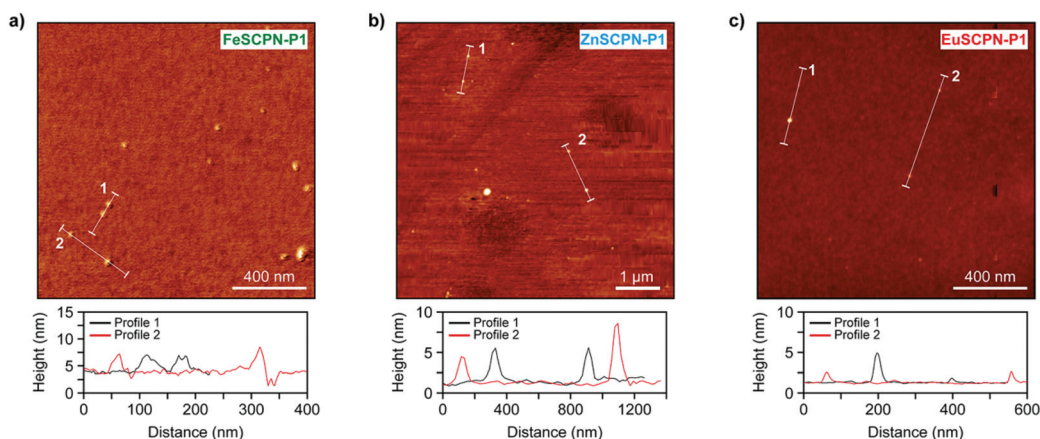 a)
FeSCPN-P1
1
2
400 nm
Height (nm)
15
10
5
0
Profile 1
Profile 2
0 100 200 300 400
Distance (nm)
b)
ZnSCPN-P1
1
2
1 µm
Height (nm)
10
5
0
Profile 1
Profile 2
0 400 800 1200
Distance (nm)
c)
EuSCPN-P1
1
2
400 nm
Height (nm)
10
5
0
Profile 1
Profile 2
0 200 400 600
Distance (nm)